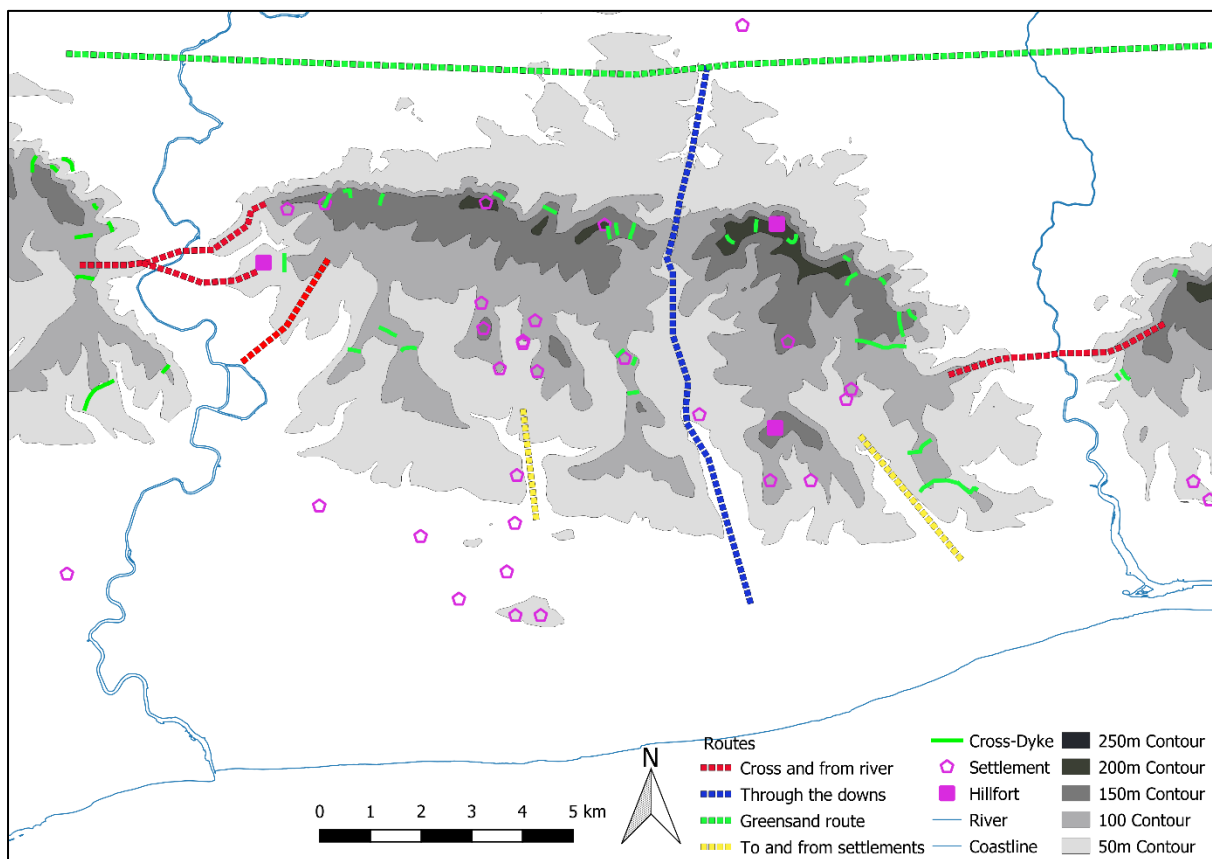 Routes
Cross and from river
Through the downs
Greensand route
To and from settlements
Cross-Dyke
Settlement
Hillfort
River
Coastline
250m Contour
200m Contour
150m Contour
100 Contour
50m Contour
N
0 1 2 3 4 5 km